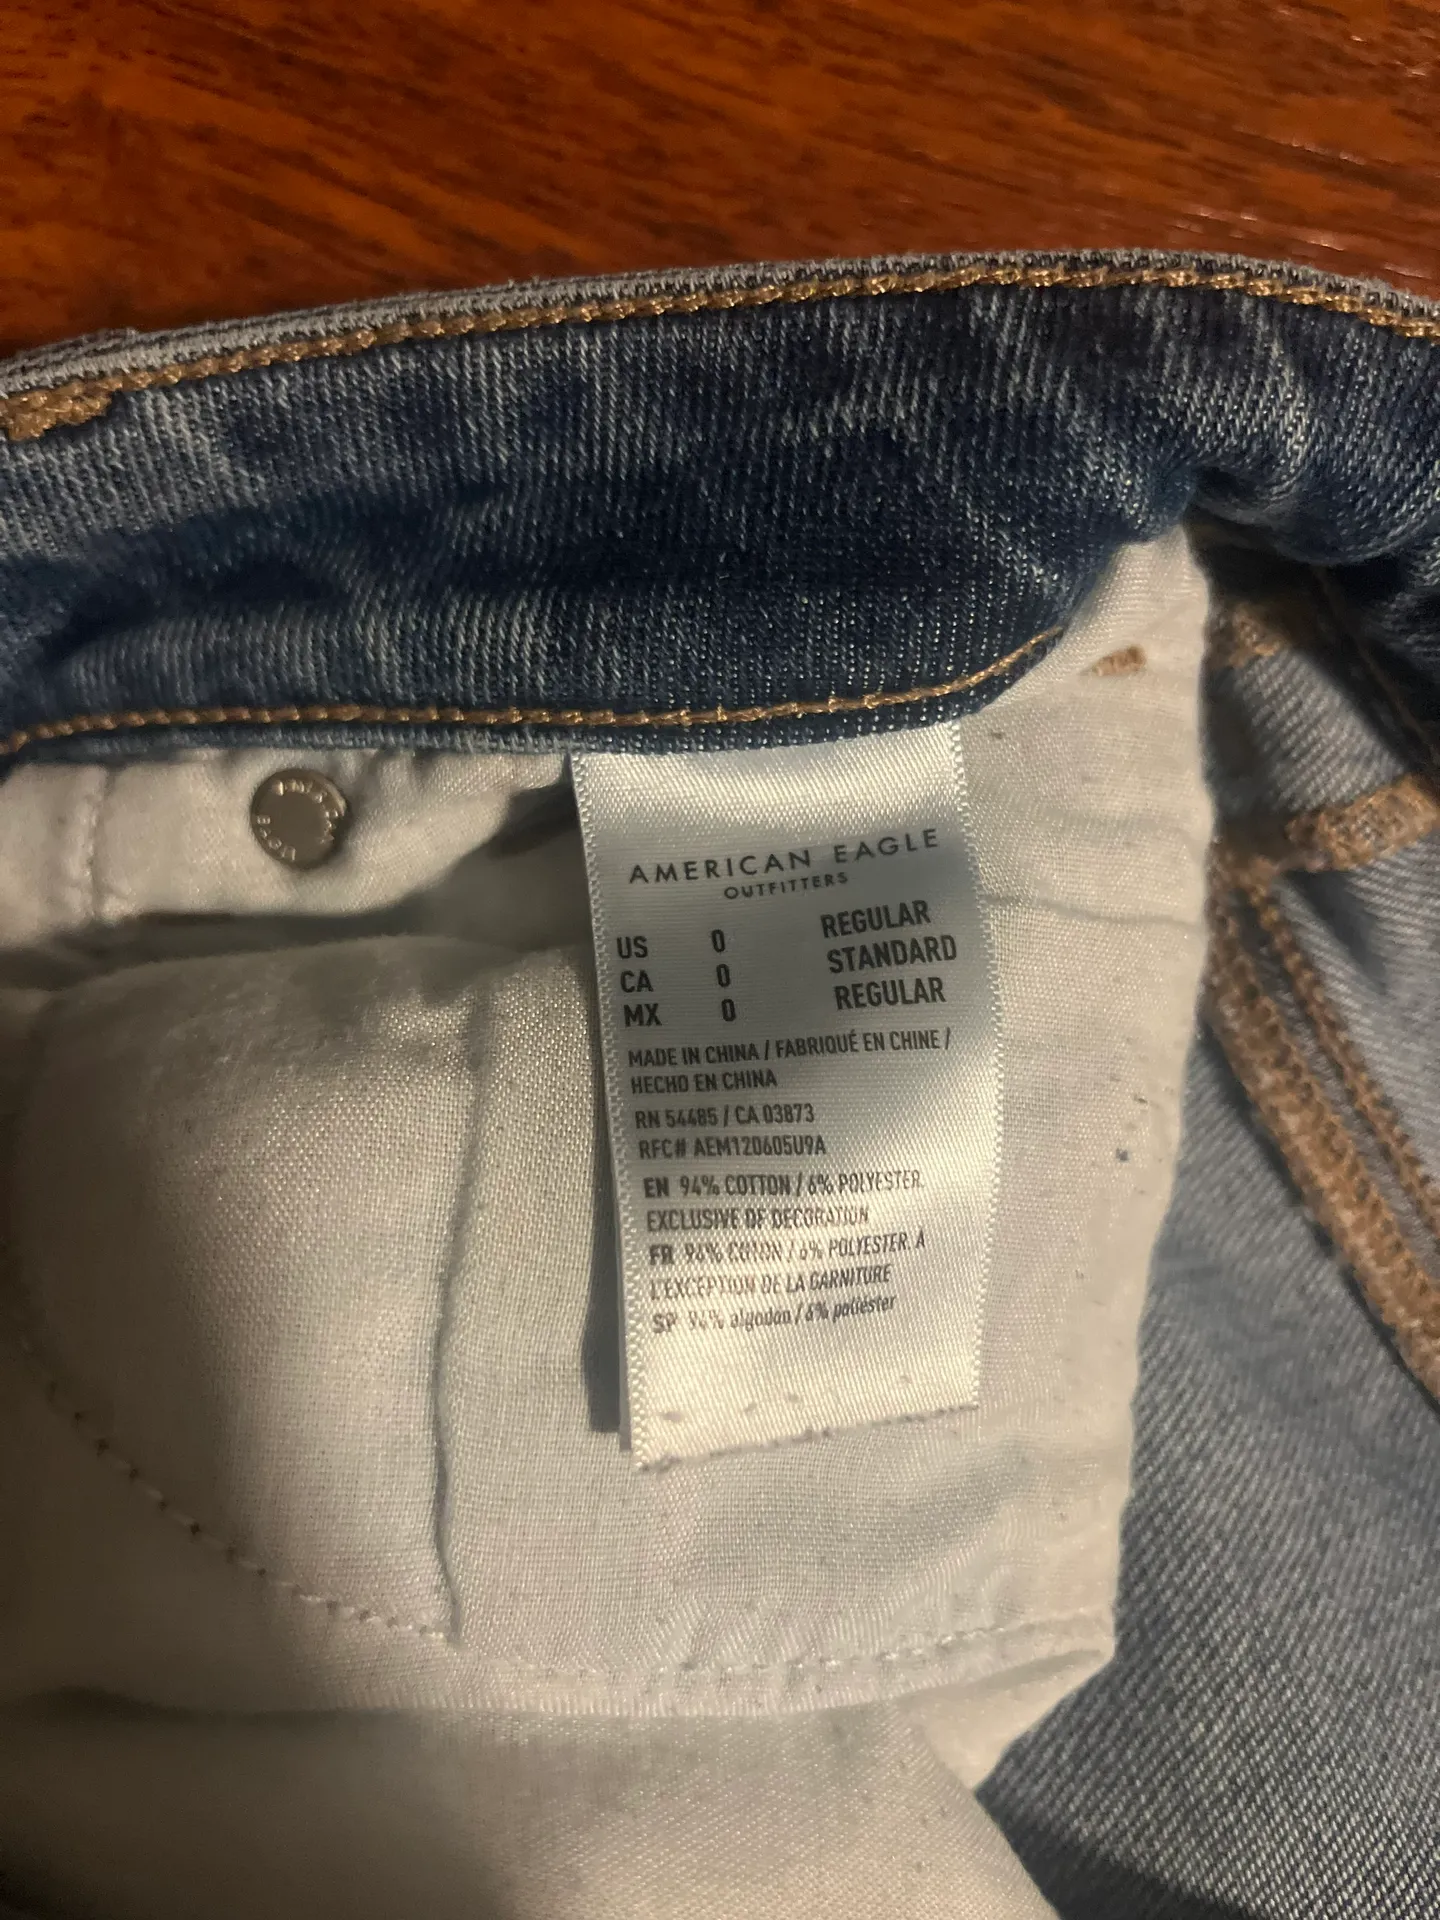 AMERICAN EAGLE
OUTFITTERS
US 0 REGULAR
CA 0 STANDARD
MX 0 REGULAR
MADE IN CHINA / FABRIQUÉ EN CHINE /
HECHO EN CHINA
RN 54485 / CA 03873
RFC# AEM120605U9A
EN 94% COTTON / 6% POLYESTER.
EXCLUSIVE OF DECORATION
FR 94% COTON / 6% POLYESTER. À
L'EXCEPTION DE LA GARNITURE
SP 94% algodón / 6% poliéster